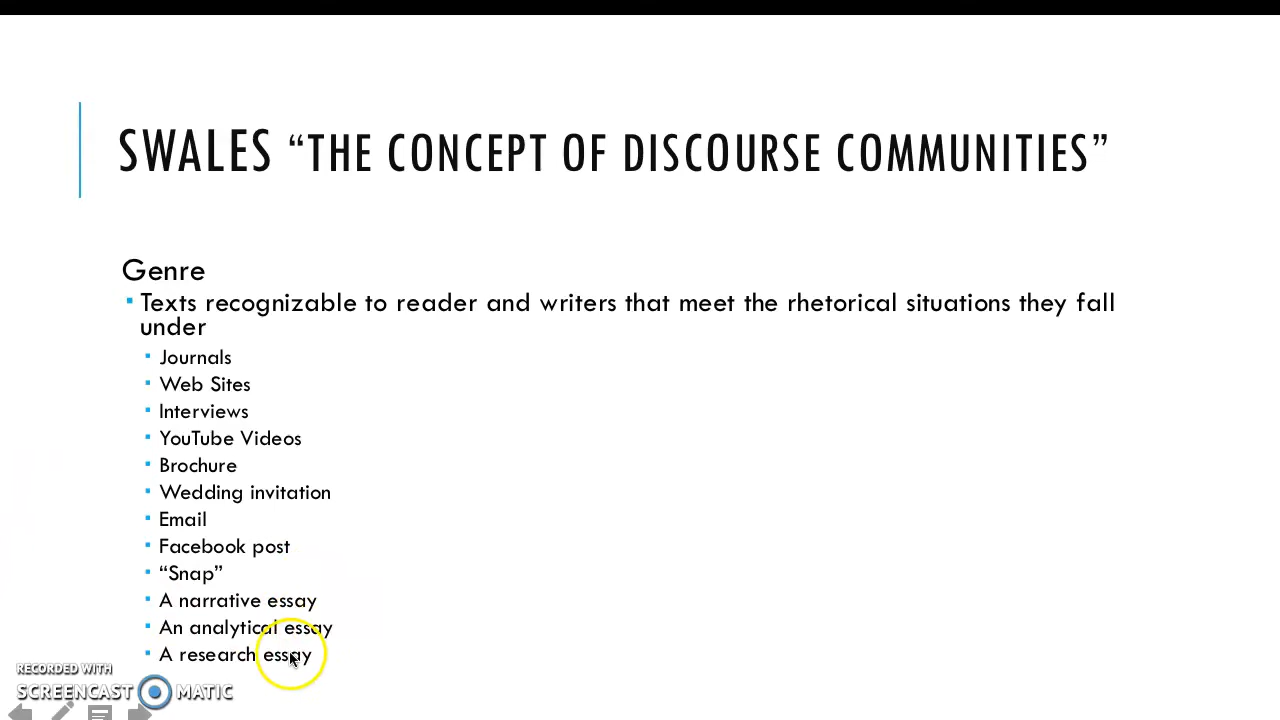 SWALES “THE CONCEPT OF DISCOURSE COMMUNITIES”
Genre
Texts recognizable to reader and writers that meet the rhetorical situations they fall
under
Journals
Web Sites
Interviews
YouTube Videos
Brochure
Wedding invitation
Email
Facebook post
“Snap”
A narrative essay
An analytical essay
A research essay
RECORDED WITH
SCREENCAST MATIC